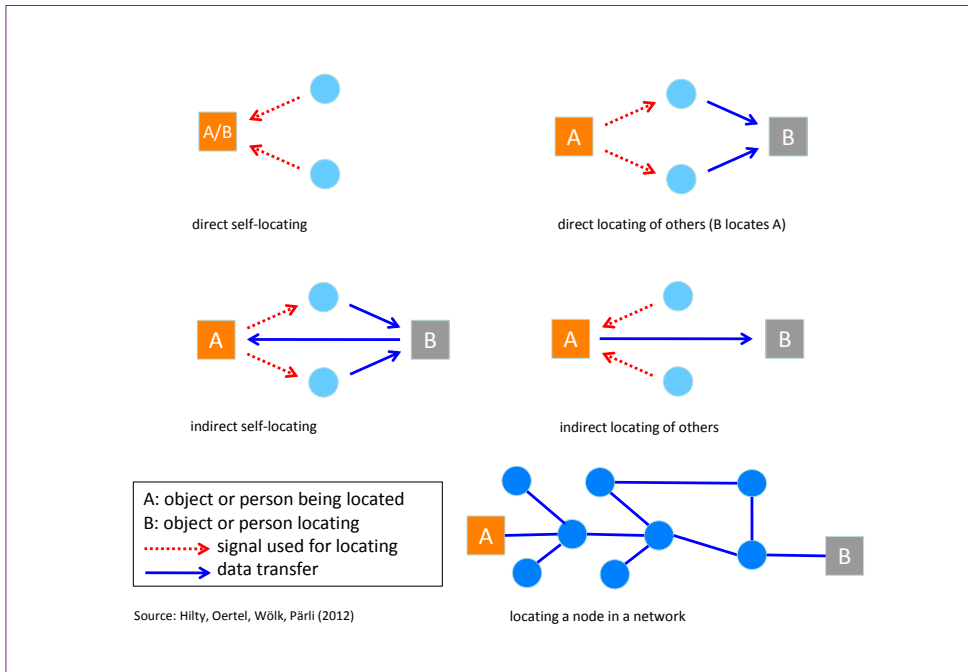 A/B
direct self-locating
A
B
direct locating of others (B locates A)
A
B
indirect self-locating
A
B
indirect locating of others
A: object or person being located
B: object or person locating
signal used for locating
data transfer
A
B
Source: Hilty, Oertel, Wölk, Pärli (2012)
locating a node in a network